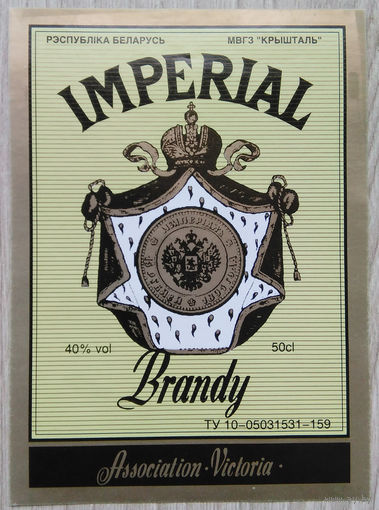 РЭСПУБЛІКА БЕЛАРУСЬ МВГЗ "КРЫШТАЛЬ"
IMPERIAL
40% vol 50cl
Brandy
ТУ 10-05031531-159
Association · Victoria ·